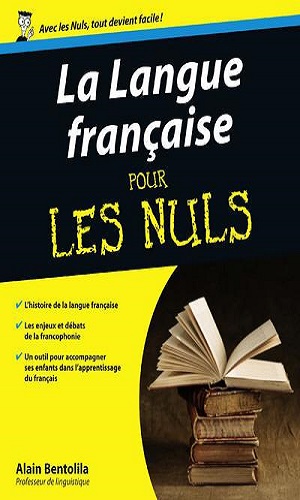 Avec les Nuls, tout devient facile !
La Langue
française
POUR
LES NULS
✓ L'histoire de la langue française
✓ Les enjeux et débats
de la francophonie
✓ Un outil pour accompagner
ses enfants dans l'apprentissage
du français
Alain Bentolila
Professeur de linguistique